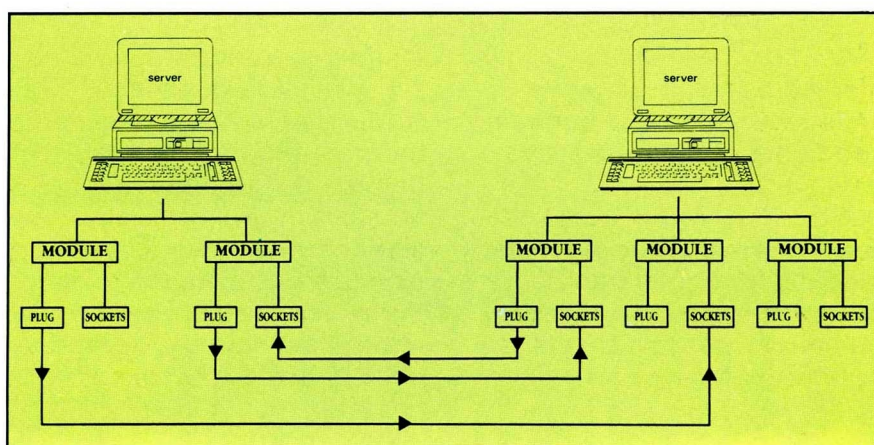 server server
MODULE MODULE MODULE MODULE MODULE
PLUG SOCKETS PLUG SOCKETS PLUG SOCKETS PLUG SOCKETS PLUG SOCKETS